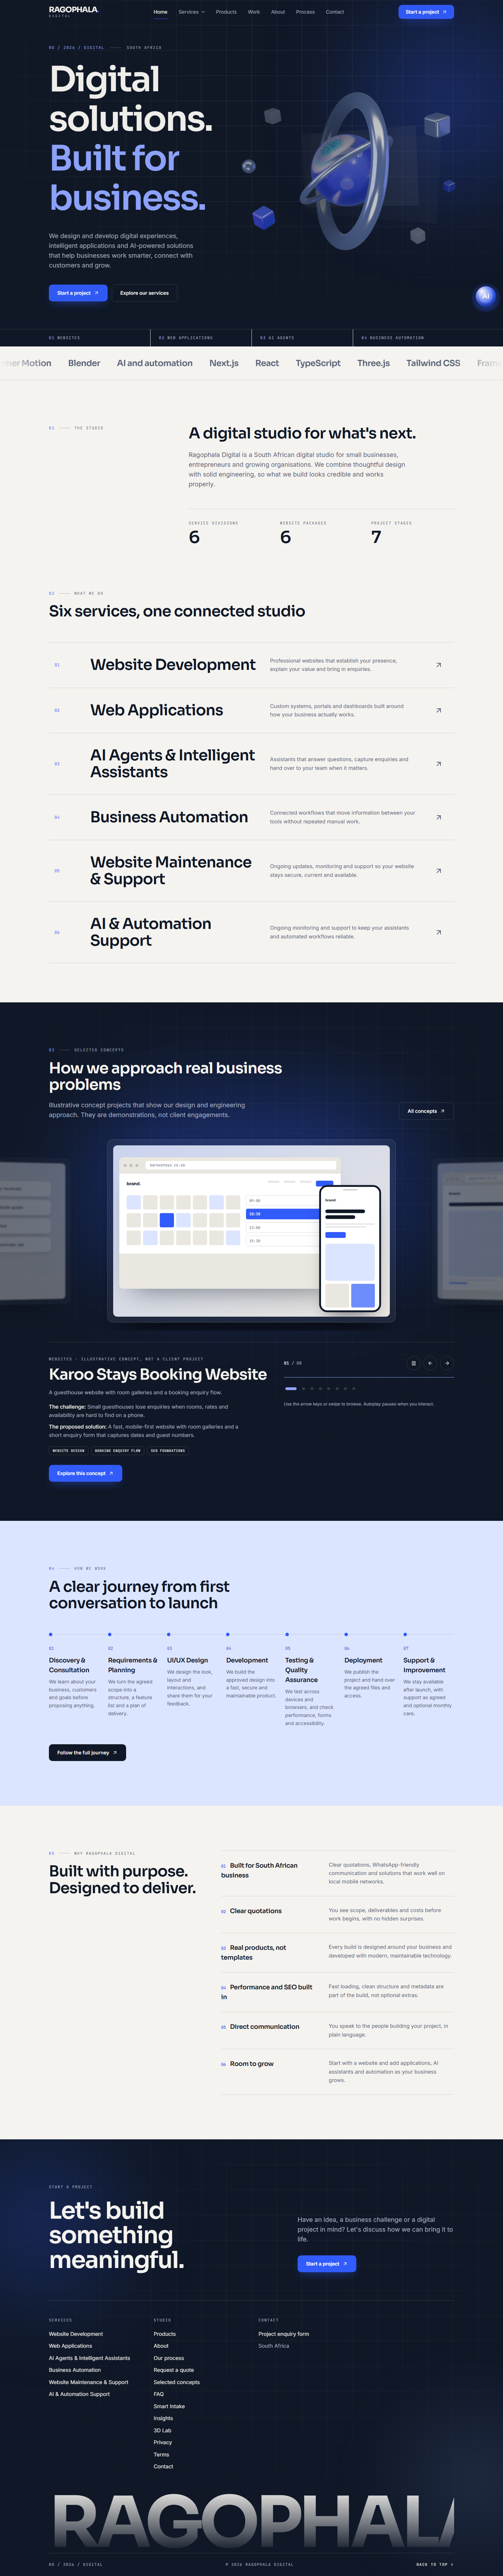 RAGOPHALA
DIGITAL
Home
Services
Products
Work
About
Process
Contact
Start a project
RD / 2026 / DIGITAL
SOUTH AFRICA
Digital
solutions.
Built for
business.
We design and develop digital experiences,
intelligent applications and AI-powered solutions
that help businesses work smarter, connect with
customers and grow.
Start a project
Explore our services
AI
01 WEBSITES
02 WEB APPLICATIONS
03 AI AGENTS
04 BUSINESS AUTOMATION
mer Motion
Blender
AI and automation
Next.js
React
TypeScript
Three.js
Tailwind CSS
Frame
01
THE STUDIO
A digital studio for what's next.
Ragophala Digital is a South African digital studio for small businesses,
entrepreneurs and growing organisations. We combine thoughtful design
with solid engineering, so what we build looks credible and works
properly.
SERVICE DIVISIONS
WEBSITE PACKAGES
PROJECT STAGES
6
6
7
02
WHAT WE DO
Six services, one connected studio
01
Website Development
Professional websites that establish your presence,
explain your value and bring in enquiries.
02
Web Applications
Custom systems, portals and dashboards built around
how your business actually works.
03
AI Agents & Intelligent
Assistants
Assistants that answer questions, capture enquiries and
hand over to your team when it matters.
04
Business Automation
Connected workflows that move information between your
tools without repeated manual work.
05
Website Maintenance
& Support
Ongoing updates, monitoring and support so your website
stays secure, current and available.
06
AI & Automation
Support
Ongoing monitoring and support to keep your assistants
and automated workflows reliable.
03
SELECTED CONCEPTS
How we approach real business
problems
Illustrative concept projects that show our design and engineering
approach. They are demonstrations, not client engagements.
All concepts
karoostays.co.za
brand.
09:00
10:30
13:00
15:30
brand.
brand.
WEBSITES · ILLUSTRATIVE CONCEPT, NOT A CLIENT PROJECT
Karoo Stays Booking Website
A guesthouse website with room galleries and a booking enquiry flow.
The challenge: Small guesthouses lose enquiries when rooms, rates and
availability are hard to find on a phone.
The proposed solution: A fast, mobile-first website with room galleries and a
short enquiry form that captures dates and guest numbers.
WEBSITE DESIGN
BOOKING ENQUIRY FLOW
SEO FOUNDATIONS
Explore this concept
01 / 08
Use the arrow keys or swipe to browse. Autoplay pauses when you interact.
04
HOW WE WORK
A clear journey from first
conversation to launch
01
Discovery &
Consultation
We learn about your
business, customers
and goals before
proposing anything.
02
Requirements &
Planning
We turn the agreed
scope into a
structure, a feature
list and a plan of
delivery.
03
UI/UX Design
We design the look,
layout and
interactions, and
share them for your
feedback.
04
Development
We build the
approved design into
a fast, secure and
maintainable product.
05
Testing &
Quality
Assurance
We test across
devices and
browsers, and check
performance, forms
and accessibility.
06
Deployment
We publish the
project and hand over
the agreed files and
access.
07
Support &
Improvement
We stay available
after launch, with
support as agreed
and optional monthly
care.
Follow the full journey
05
WHY RAGOPHALA DIGITAL
Built with purpose.
Designed to deliver.
01 Built for South African
business
Clear quotations, WhatsApp-friendly
communication and solutions that work well on
local mobile networks.
02 Clear quotations
You see scope, deliverables and costs before
work begins, with no hidden surprises.
03 Real products, not
templates
Every build is designed around your business and
developed with modern, maintainable technology.
04 Performance and SEO built
in
Fast loading, clean structure and metadata are
part of the build, not optional extras.
05 Direct communication
You speak to the people building your project, in
plain language.
06 Room to grow
Start with a website and add applications, AI
assistants and automation as your business
grows.
START A PROJECT
Let's build
something
meaningful.
Have an idea, a business challenge or a digital
project in mind? Let's discuss how we can bring it to
life.
Start a project
SERVICES
Website Development
Web Applications
AI Agents & Intelligent Assistants
Business Automation
Website Maintenance & Support
AI & Automation Support
STUDIO
Products
About
Our process
Request a quote
Selected concepts
FAQ
Smart Intake
Insights
3D Lab
Privacy
Terms
Contact
CONTACT
Project enquiry form
South Africa
RAGOPHALA
RD / 2026 / DIGITAL
© 2026 RAGOPHALA DIGITAL
BACK TO TOP ↑